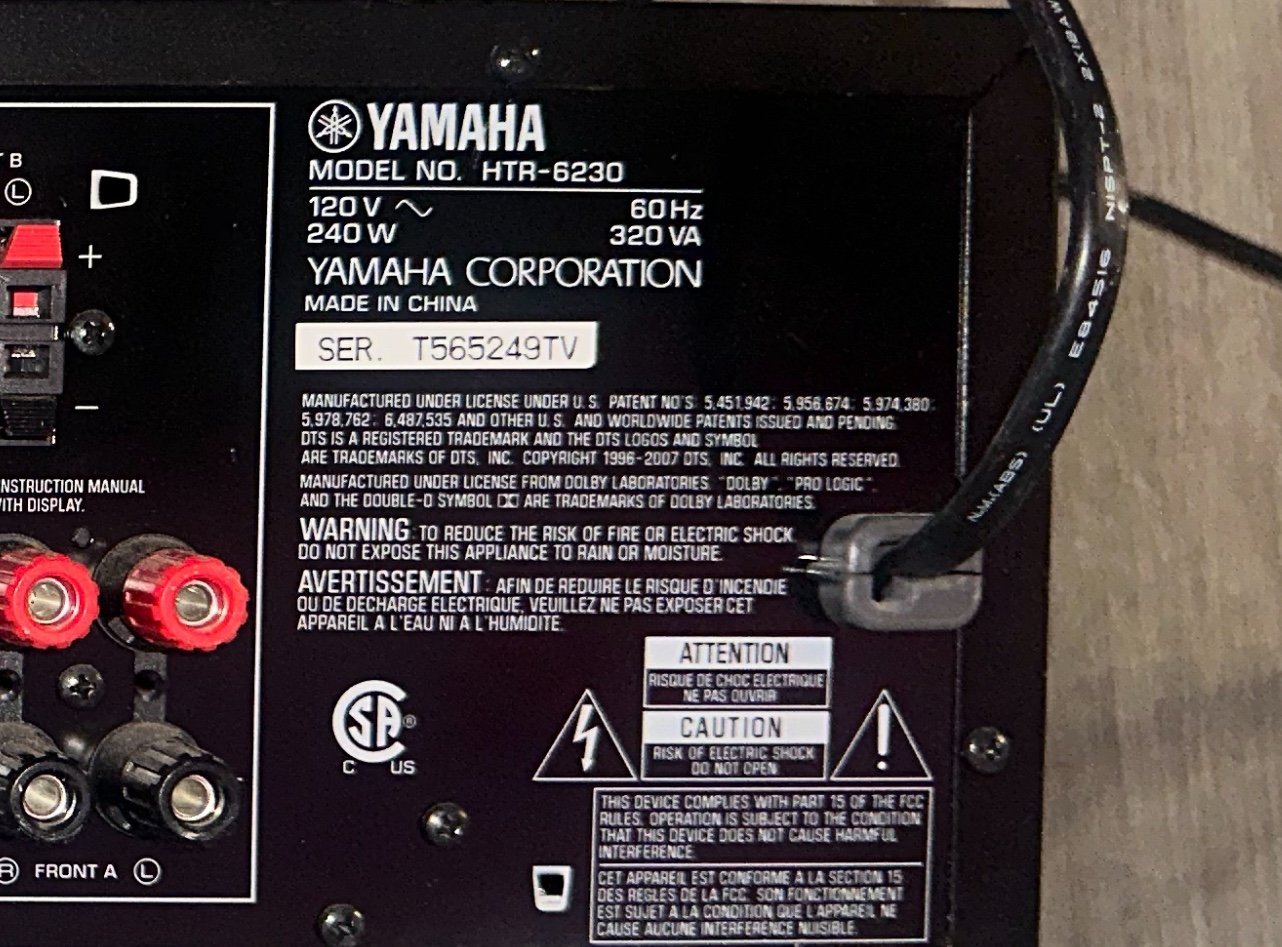 YAMAHA
MODEL NO. HTR-6230
120 V 60 Hz
240 W 320 VA
YAMAHA CORPORATION
MADE IN CHINA
SER. T565249TV
MANUFACTURED UNDER LICENSE UNDER U.S. PATENT NO'S: 5,451,942; 5,956,674; 5,974,380;
5,978,762; 6,487,535 AND OTHER U.S. AND WORLDWIDE PATENTS ISSUED AND PENDING.
DTS IS A REGISTERED TRADEMARK AND THE DTS LOGOS AND SYMBOL
ARE TRADEMARKS OF DTS, INC. COPYRIGHT 1996-2007 DTS, INC. ALL RIGHTS RESERVED.
MANUFACTURED UNDER LICENSE FROM DOLBY LABORATORIES. "DOLBY", "PRO LOGIC",
AND THE DOUBLE-D SYMBOL ARE TRADEMARKS OF DOLBY LABORATORIES.
WARNING: TO REDUCE THE RISK OF FIRE OR ELECTRIC SHOCK,
DO NOT EXPOSE THIS APPLIANCE TO RAIN OR MOISTURE.
AVERTISSEMENT: AFIN DE REDUIRE LE RISQUE D'INCENDIE
OU DE DECHARGE ELECTRIQUE, VEUILLEZ NE PAS EXPOSER CET
APPAREIL A L'EAU NI A L'HUMIDITE.
ATTENTION
RISQUE DE CHOC ELECTRIQUE
NE PAS OUVRIR
CAUTION
RISK OF ELECTRIC SHOCK
DO NOT OPEN
SA ®
C US
THIS DEVICE COMPLIES WITH PART 15 OF THE FCC
RULES. OPERATION IS SUBJECT TO THE CONDITION
THAT THIS DEVICE DOES NOT CAUSE HARMFUL
INTERFERENCE.
CET APPAREIL EST CONFORME A LA SECTION 15
DES REGLES DE LA FCC. SON FONCTIONNEMENT
EST SUJET A LA CONDITION QUE L'APPAREIL NE
CAUSE AUCUNE INTERFERENCE NUISIBLE.
B
L
+
−
NSTRUCTION MANUAL
ITH DISPLAY.
R FRONT A L
NM(ABS) (UL) E84516 NISPT-2 2X18AW